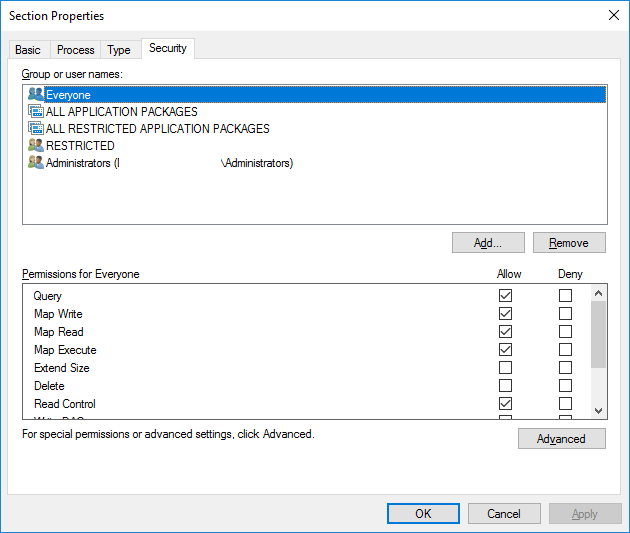 Section Properties
Basic Process Type Security
Group or user names:
Everyone
ALL APPLICATION PACKAGES
ALL RESTRICTED APPLICATION PACKAGES
RESTRICTED
Administrators (I \Administrators)
Add... Remove
Permissions for Everyone Allow Deny
Query
Map Write
Map Read
Map Execute
Extend Size
Delete
Read Control
For special permissions or advanced settings, click Advanced.
Advanced
OK Cancel Apply